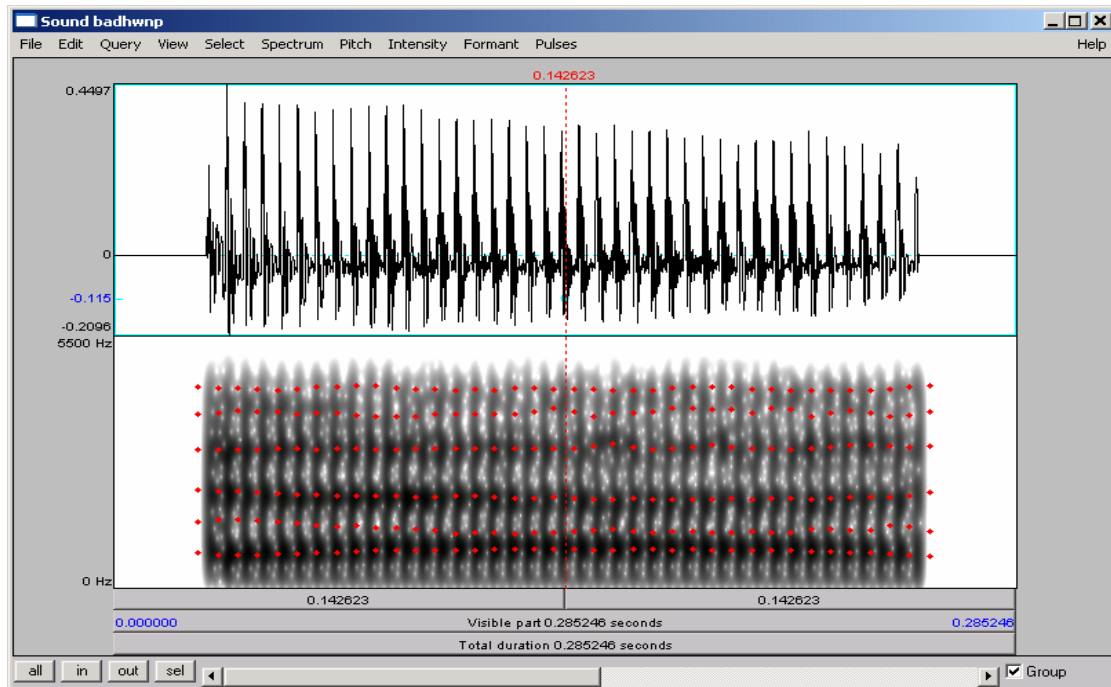 Sound badhwnp
File Edit Query View Select Spectrum Pitch Intensity Formant Pulses Help
0.142623
0.4497
0
-0.115
-0.2096
5500 Hz
0 Hz
0.142623 0.142623
0.000000 Visible part 0.285246 seconds 0.285246
Total duration 0.285246 seconds
all in out sel Group